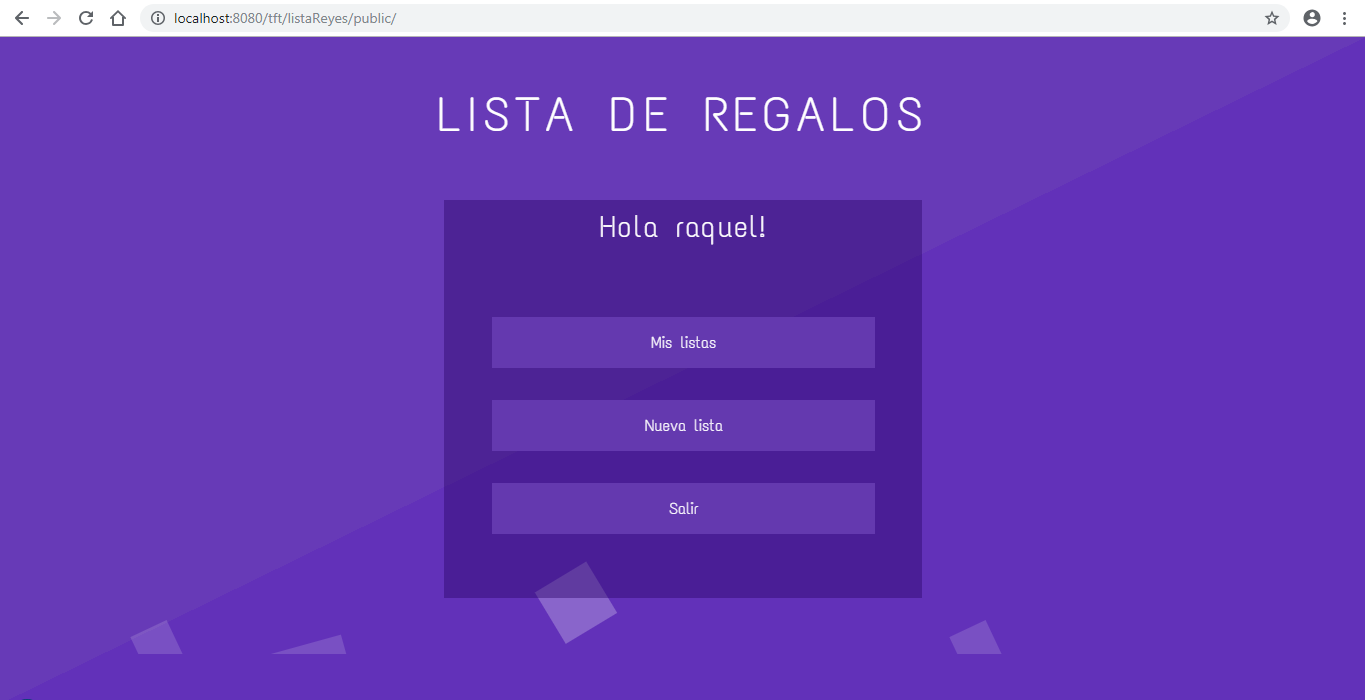 localhost:8080/tft/listaReyes/public/
LISTA DE REGALOS
Hola raquel!
Mis listas
Nueva lista
Salir